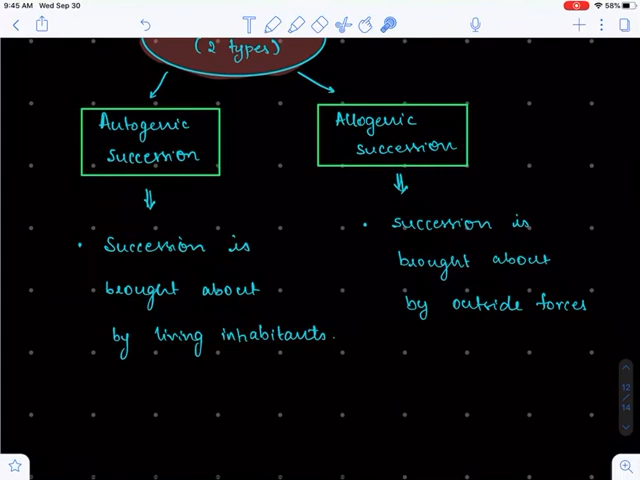 9:45 AM Wed Sep 30
58%
(2 types)
Autogenic
Succession
Allogenic
Succession
• Succession is
brought about
by living inhabitants.
• Succession is
brought about
by outside forces
12
/
14